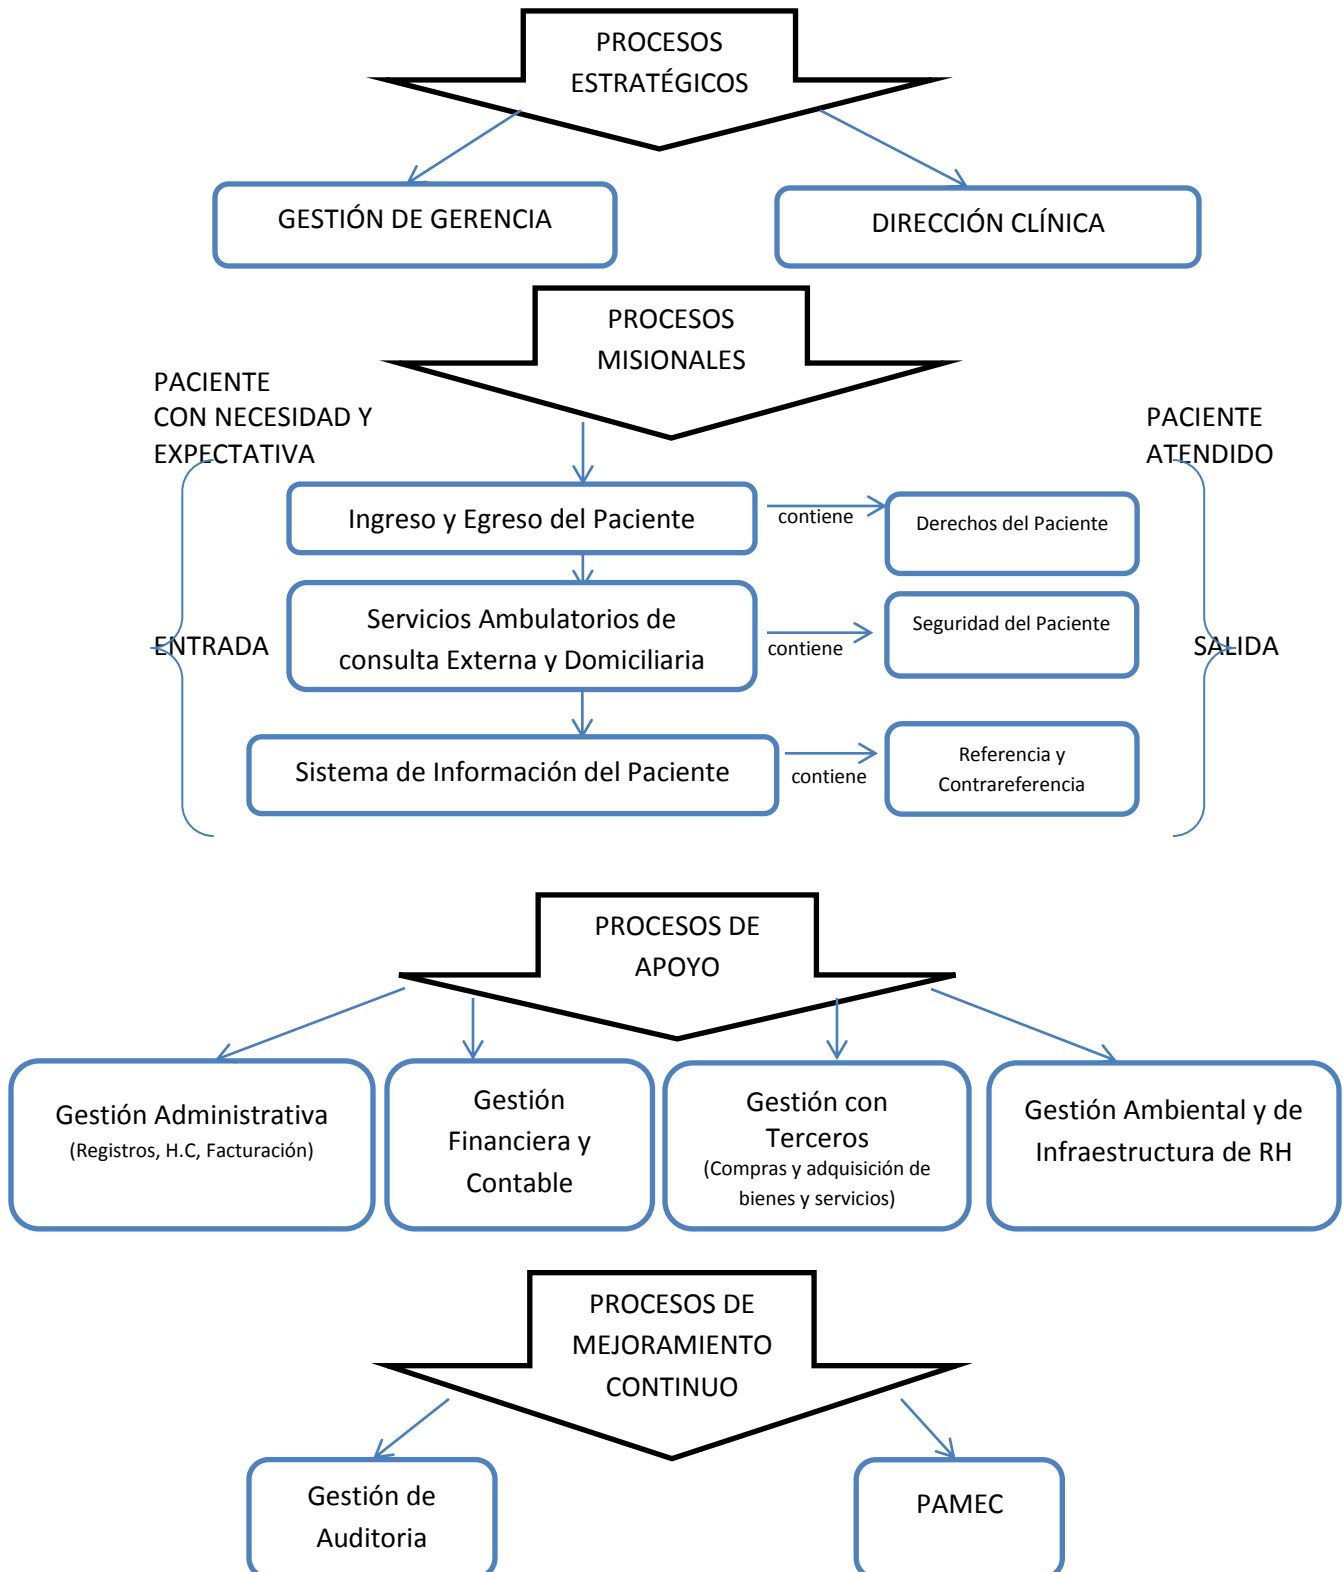 PROCESOS
ESTRATÉGICOS
GESTIÓN DE GERENCIA
DIRECCIÓN CLÍNICA
PROCESOS
MISIONALES
PACIENTE
CON NECESIDAD Y
EXPECTATIVA
PACIENTE
ATENDIDO
Ingreso y Egreso del Paciente
contiene
Derechos del Paciente
Servicios Ambulatorios de
consulta Externa y Domiciliaria
contiene
Seguridad del Paciente
ENTRADA
SALIDA
Sistema de Información del Paciente
contiene
Referencia y
Contrareferencia
PROCESOS DE
APOYO
Gestión Administrativa
(Registros, H.C, Facturación)
Gestión
Financiera y
Contable
Gestión con
Terceros
(Compras y adquisición de
bienes y servicios)
Gestión Ambiental y de
Infraestructura de RH
PROCESOS DE
MEJORAMIENTO
CONTINUO
Gestión de
Auditoria
PAMEC